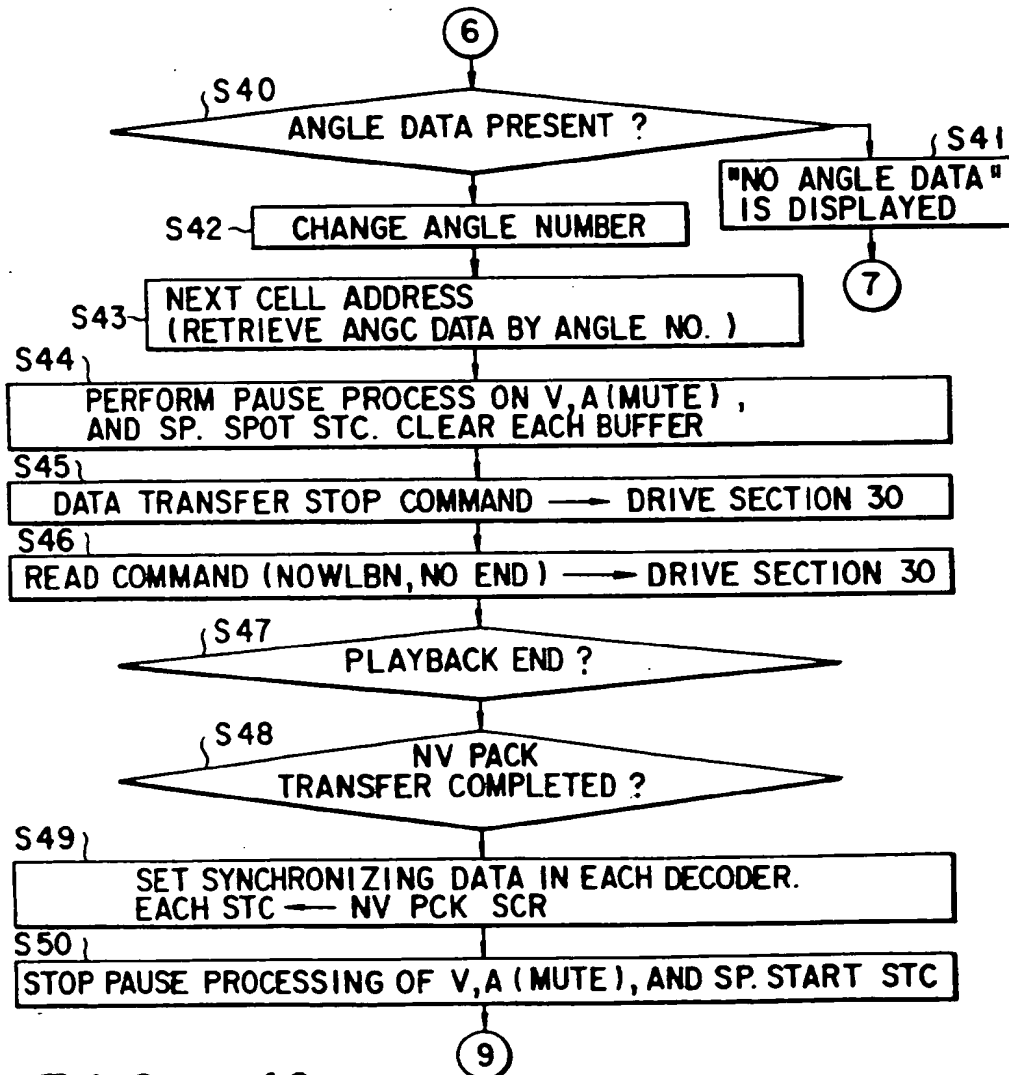 6
S40
ANGLE DATA PRESENT ?
S41
"NO ANGLE DATA"
IS DISPLAYED
7
S42
CHANGE ANGLE NUMBER
S43
NEXT CELL ADDRESS
(RETRIEVE ANGC DATA BY ANGLE NO. )
S44
PERFORM PAUSE PROCESS ON V,A(MUTE) ,
AND SP. SPOT STC. CLEAR EACH BUFFER
S45
DATA TRANSFER STOP COMMAND → DRIVE SECTION 30
S46
READ COMMAND (NOWLBN,NO END) → DRIVE SECTION 30
S47
PLAYBACK END ?
S48
NV PACK
TRANSFER COMPLETED ?
S49
SET SYNCHRONIZING DATA IN EACH DECODER.
EACH STC ← NV PCK SCR
S50
STOP PAUSE PROCESSING OF V,A (MUTE), AND SP. START STC
9